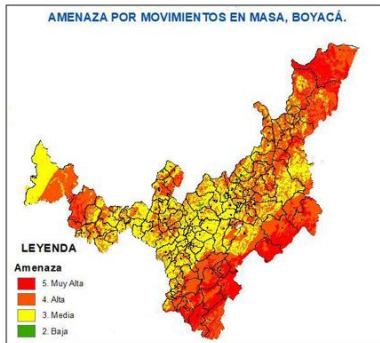 AMENAZA POR MOVIMIENTOS EN MASA, BOYACÁ.
LEYENDA
Amenaza
5. Muy Alta
4. Alta
3. Media
2. Baja